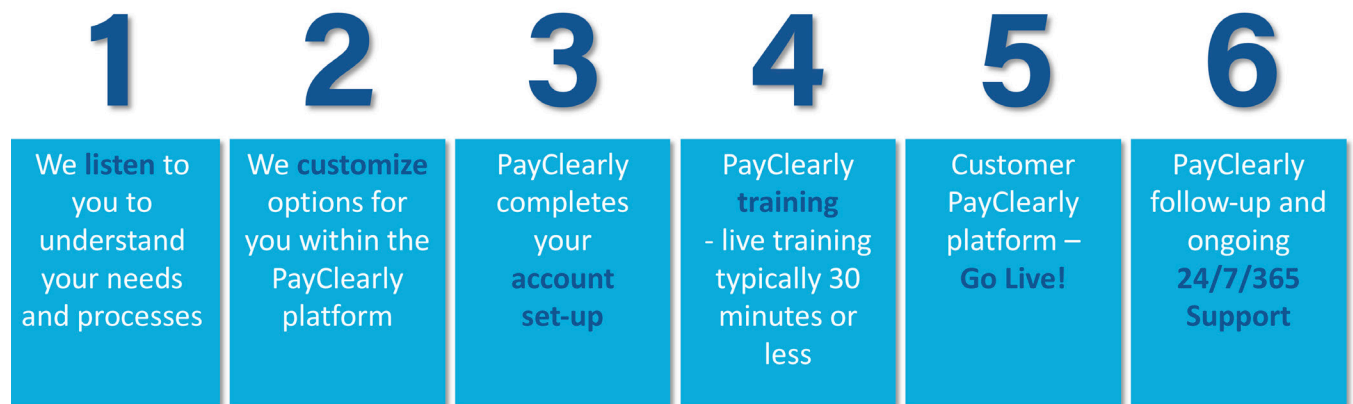 1
We listen to
you to
understand
your needs
and processes
2
We customize
options for
you within the
PayClearly
platform
3
PayClearly
completes
your
account
set-up
4
PayClearly
training
- live training
typically 30
minutes or
less
5
Customer
PayClearly
platform –
Go Live!
6
PayClearly
follow-up and
ongoing
24/7/365
Support